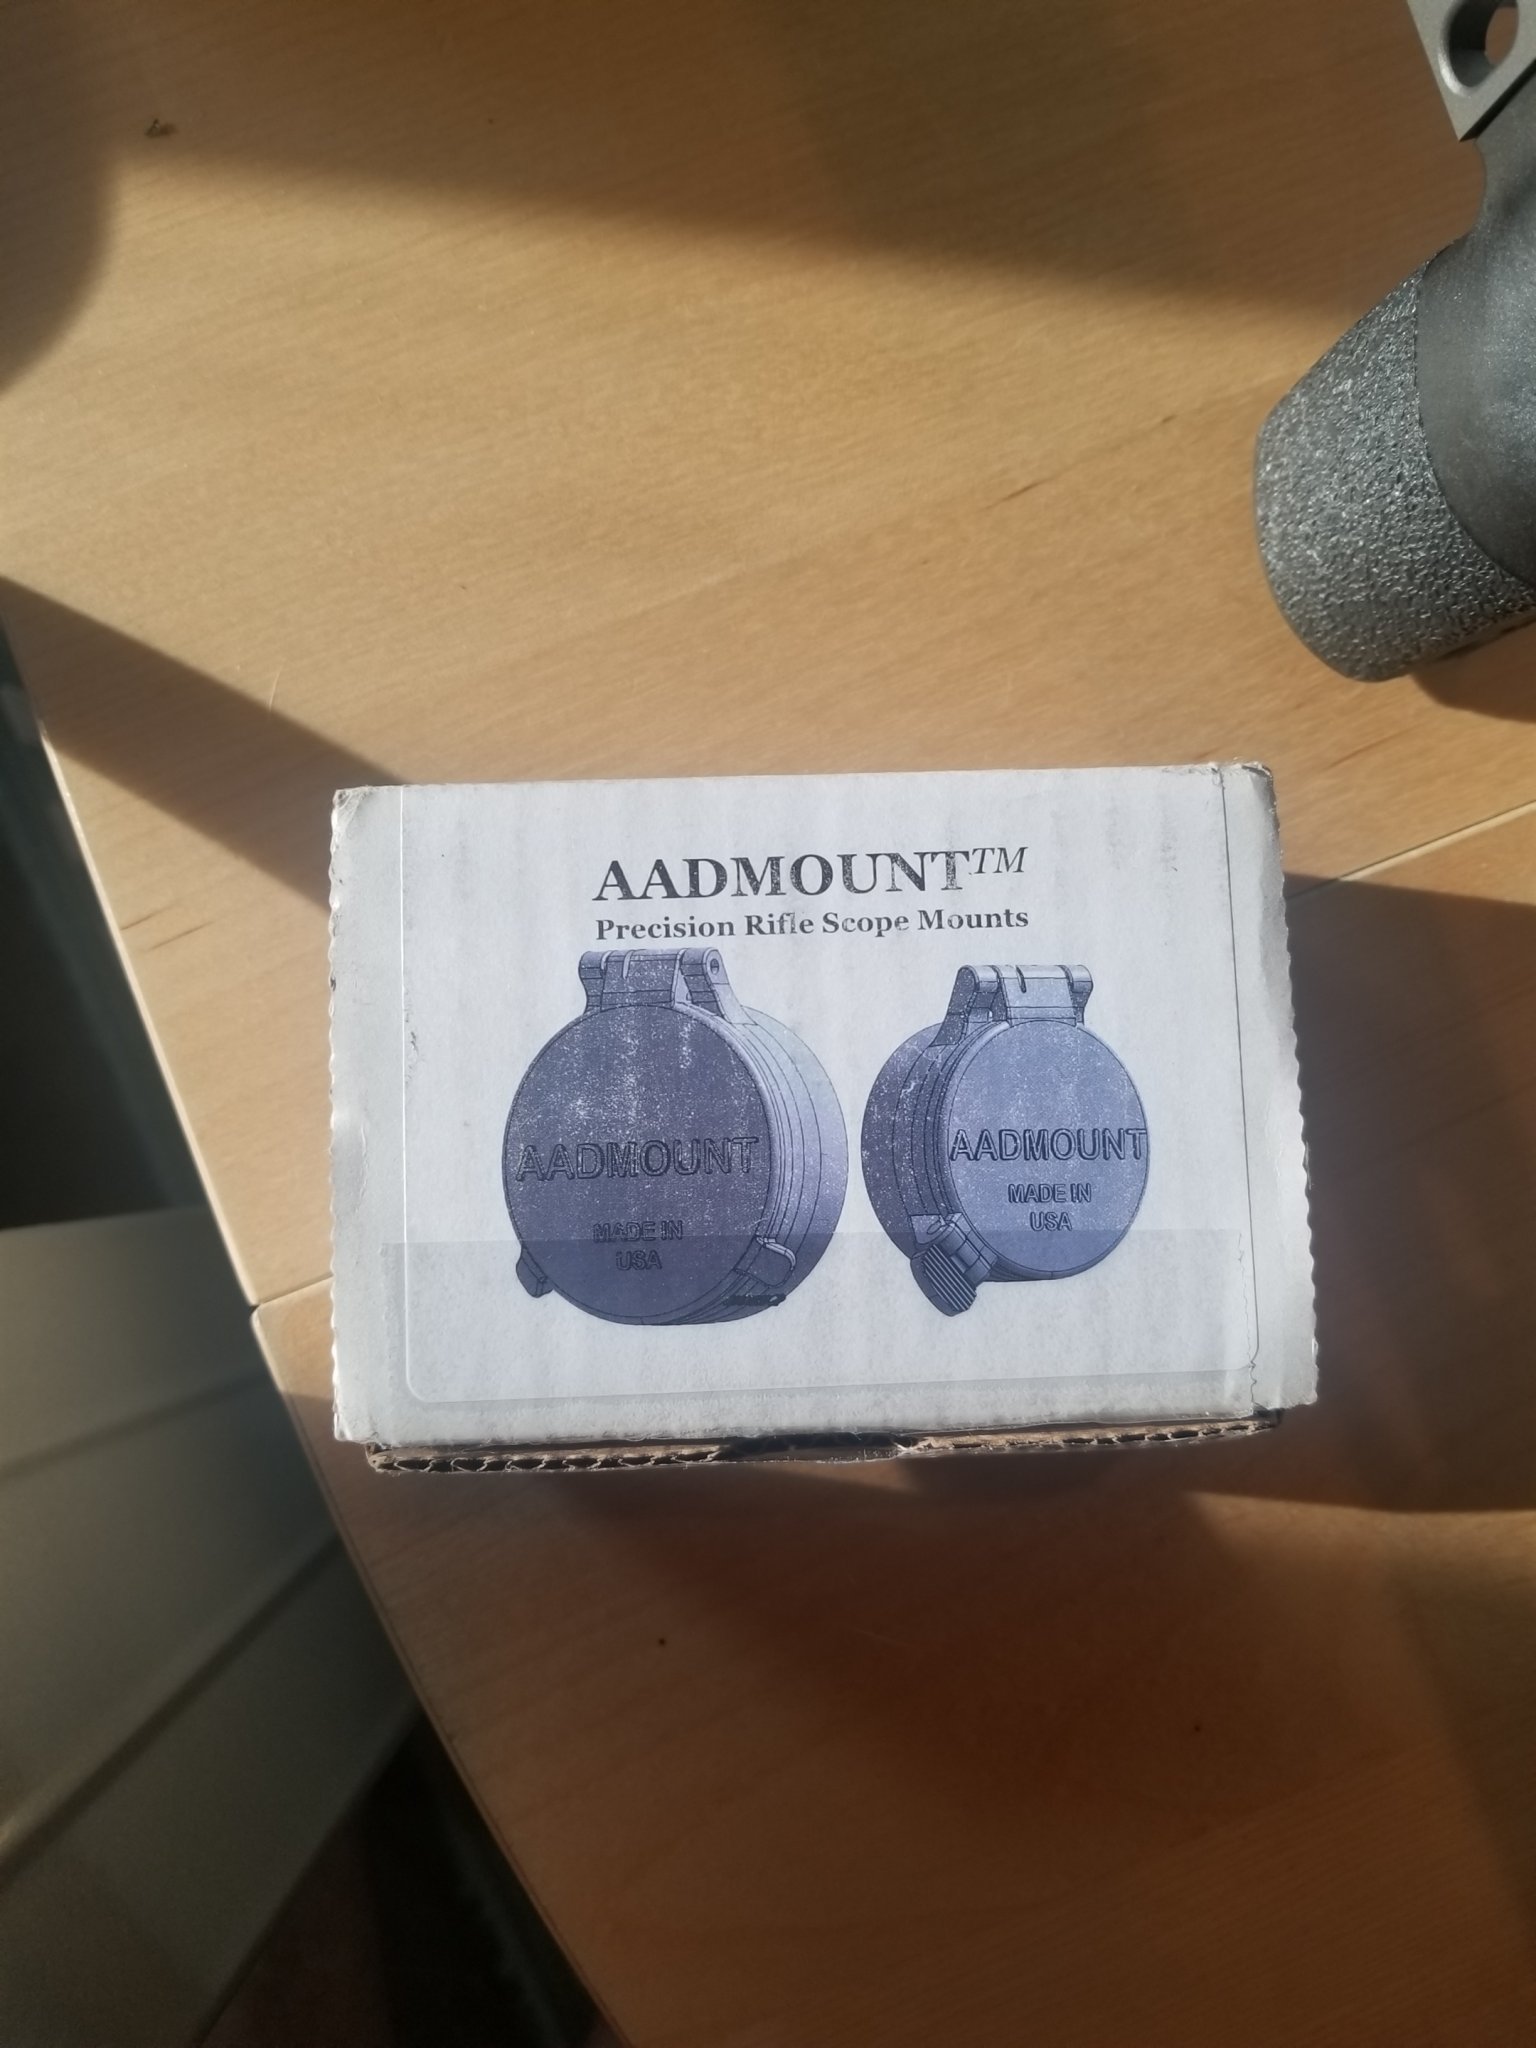 AADMOUNT™
Precision Rifle Scope Mounts
AADMOUNT
MADE IN
USA
AADMOUNT
MADE IN
USA